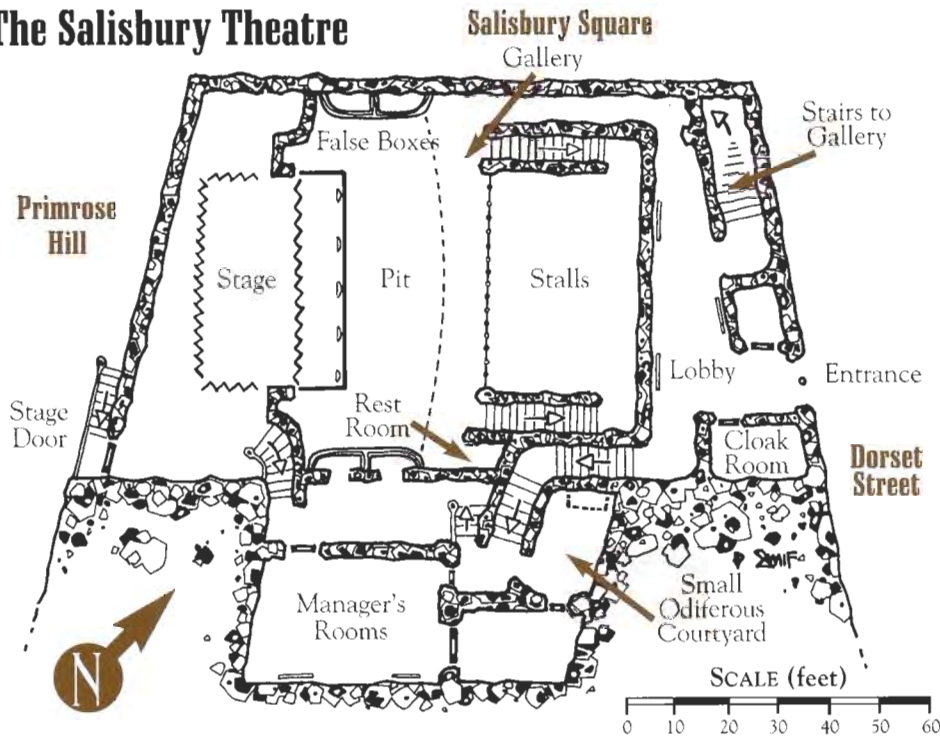 The Salisbury Theatre
Salisbury Square
Gallery
Stairs to
Gallery
False Boxes
Primrose
Hill
Stage
Pit
Stalls
Lobby
Entrance
Stage
Door
Rest
Room
Cloak
Room
Dorset
Street
Manager's
Rooms
Small
Odiferous
Courtyard
N
SCALE (feet)
0 10 20 30 40 50 60